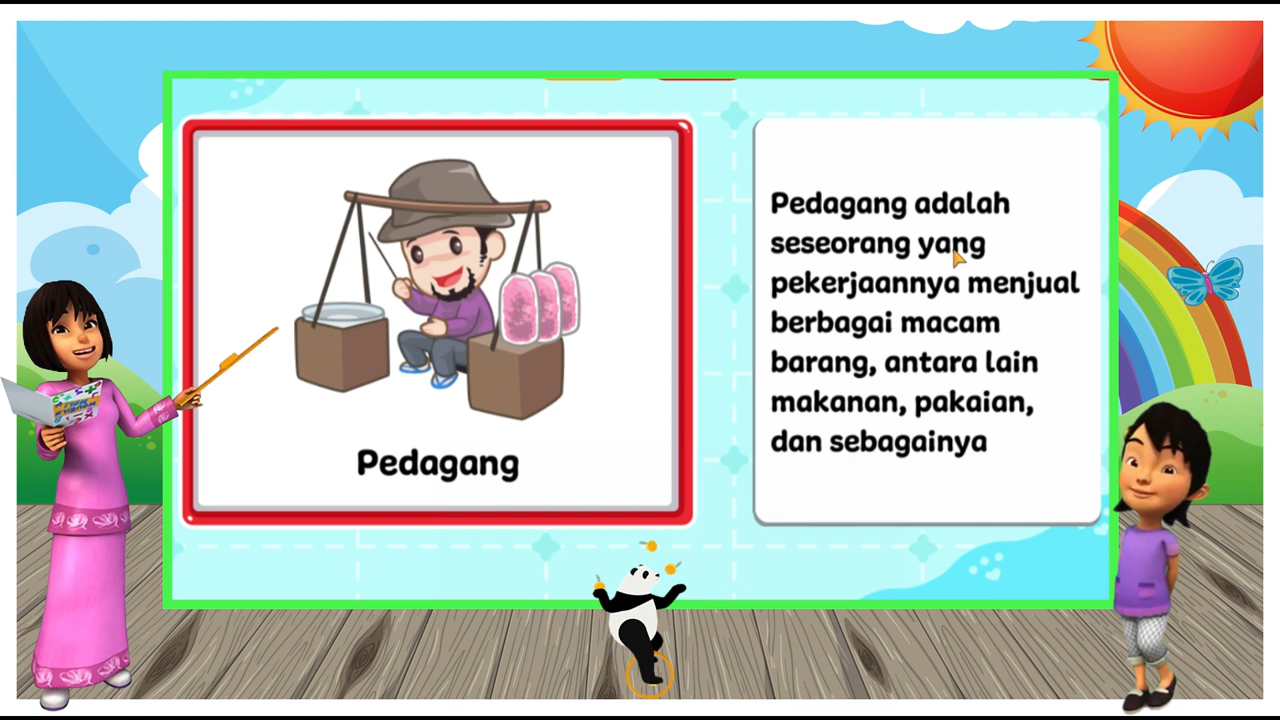 Pedagang
Pedagang adalah
seseorang yang
pekerjaannya menjual
berbagai macam
barang, antara lain
makanan, pakaian,
dan sebagainya